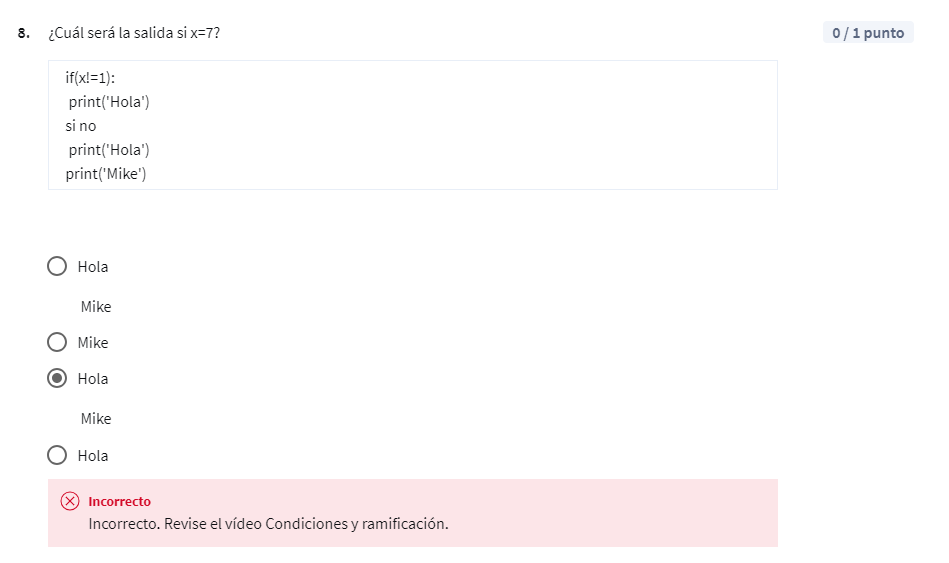 8. ¿Cuál será la salida si x=7?
0 / 1 punto
if(x!=1):
print('Hola')
si no
print('Hola')
print('Mike')
Hola
Mike
Mike
Hola
Mike
Hola
Incorrecto
Incorrecto. Revise el vídeo Condiciones y ramificación.